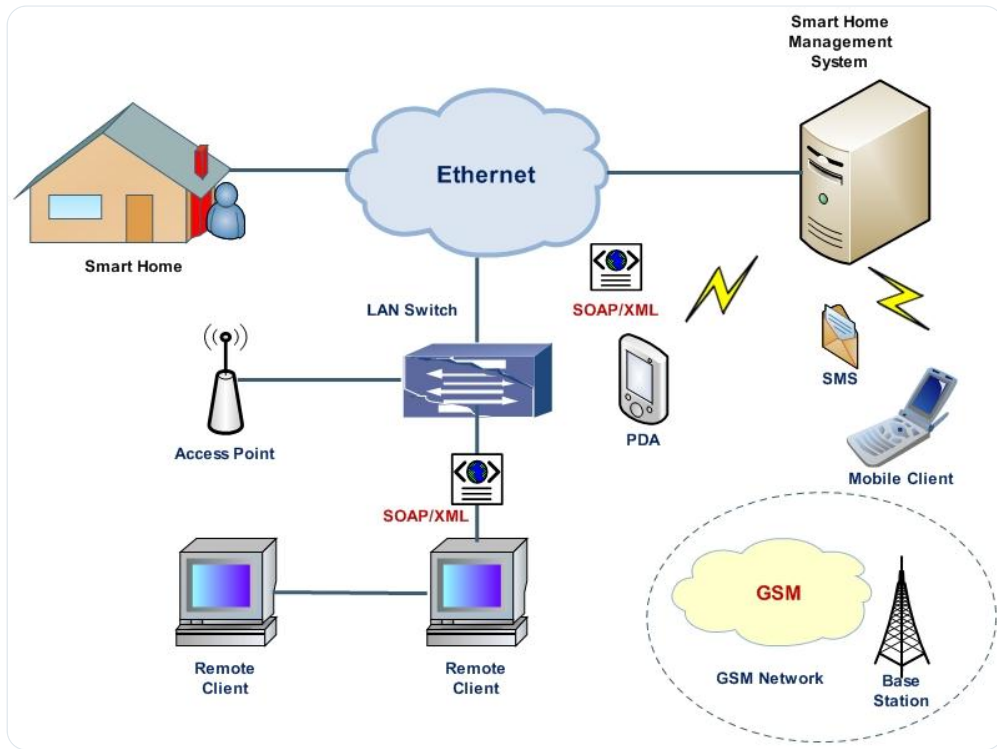 Smart Home
Management
System
Ethernet
Smart Home
LAN Switch
SOAP/XML
SMS
PDA
Access Point
Mobile Client
SOAP/XML
GSM
Remote
Client
Remote
Client
GSM Network
Base
Station